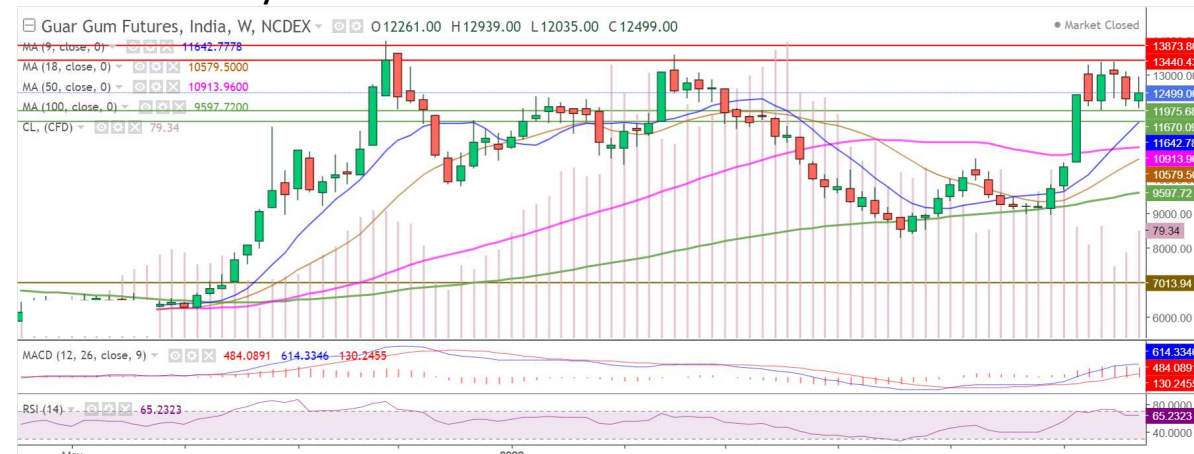 Guar Gum Futures, India, W, NCDEX O12261.00 H12939.00 L12035.00 C12499.00
Market Closed
MA (9, close, 0) 11642.7778
MA (18, close, 0) 10579.5000
MA (50, close, 0) 10913.9600
MA (100, close, 0) 9597.7200
CL, (CFD) 79.34
13873.80
13440.43
13000.00
12499.00
11975.68
11642.78
10913.96
10579.50
9597.72
9000.00
79.34
8000.00
7013.94
6000.00
MACD (12, 26, close, 9) 484.0891 614.3346 130.2455
614.3346
484.0891
130.2455
RSI (14) 65.2323
80.0000
65.2323
40.0000